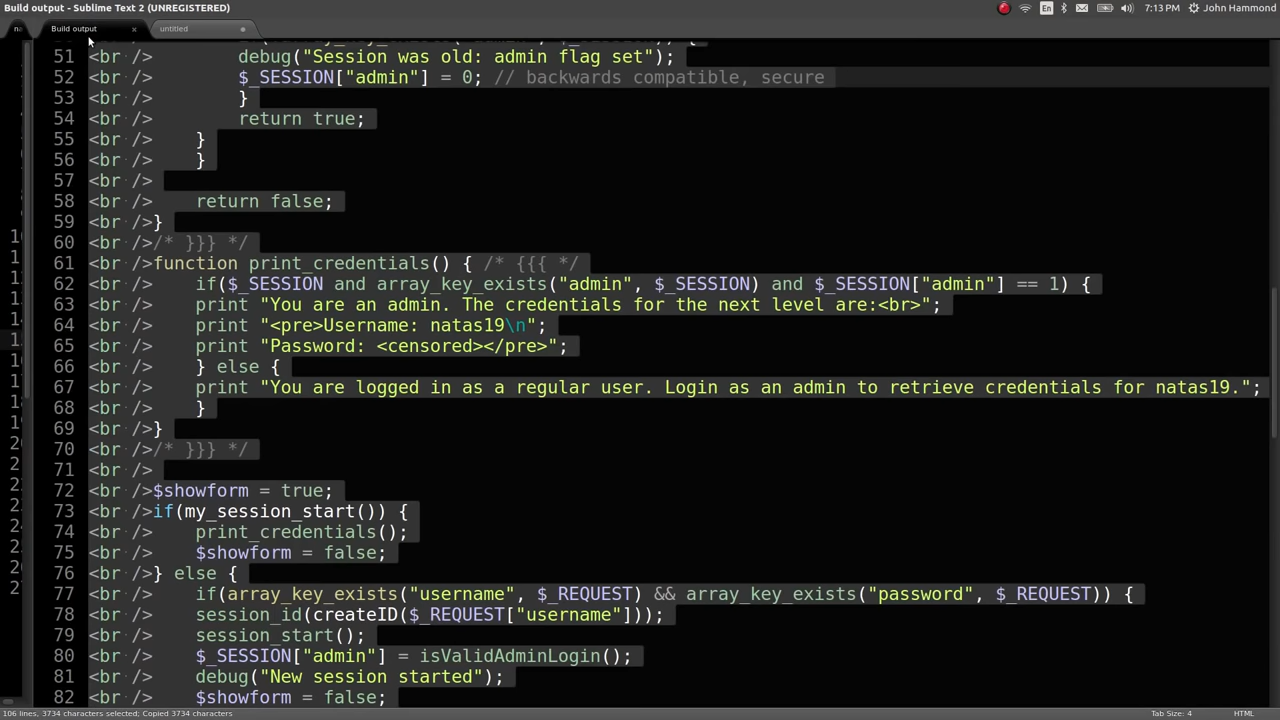 Build output - Sublime Text 2 (UNREGISTERED)
En
7:13 PM
John Hammond
na
Build output ×
untitled
51 <br />        debug("Session was old: admin flag set");
52 <br />        $_SESSION["admin"] = 0; // backwards compatible, secure
53 <br />        }
54 <br />        return true;
55 <br />    }
56 <br />    }
57 <br />
58 <br />    return false;
59 <br />}
60 <br />/* }}} */
61 <br />function print_credentials() { /* {{{ */
62 <br />    if($_SESSION and array_key_exists("admin", $_SESSION) and $_SESSION["admin"] == 1) {
63 <br />    print "You are an admin. The credentials for the next level are:<br>";
64 <br />    print "<pre>Username: natas19\n";
65 <br />    print "Password: <censored></pre>";
66 <br />    } else {
67 <br />    print "You are logged in as a regular user. Login as an admin to retrieve credentials for natas19.";
68 <br />    }
69 <br />}
70 <br />/* }}} */
71 <br />
72 <br />$showform = true;
73 <br />if(my_session_start()) {
74 <br />    print_credentials();
75 <br />    $showform = false;
76 <br />} else {
77 <br />    if(array_key_exists("username", $_REQUEST) && array_key_exists("password", $_REQUEST)) {
78 <br />    session_id(createID($_REQUEST["username"]));
79 <br />    session_start();
80 <br />    $_SESSION["admin"] = isValidAdminLogin();
81 <br />    debug("New session started");
82 <br />    $showform = false;
106 lines, 3734 characters selected; Copied 3734 characters
Tab Size: 4
HTML